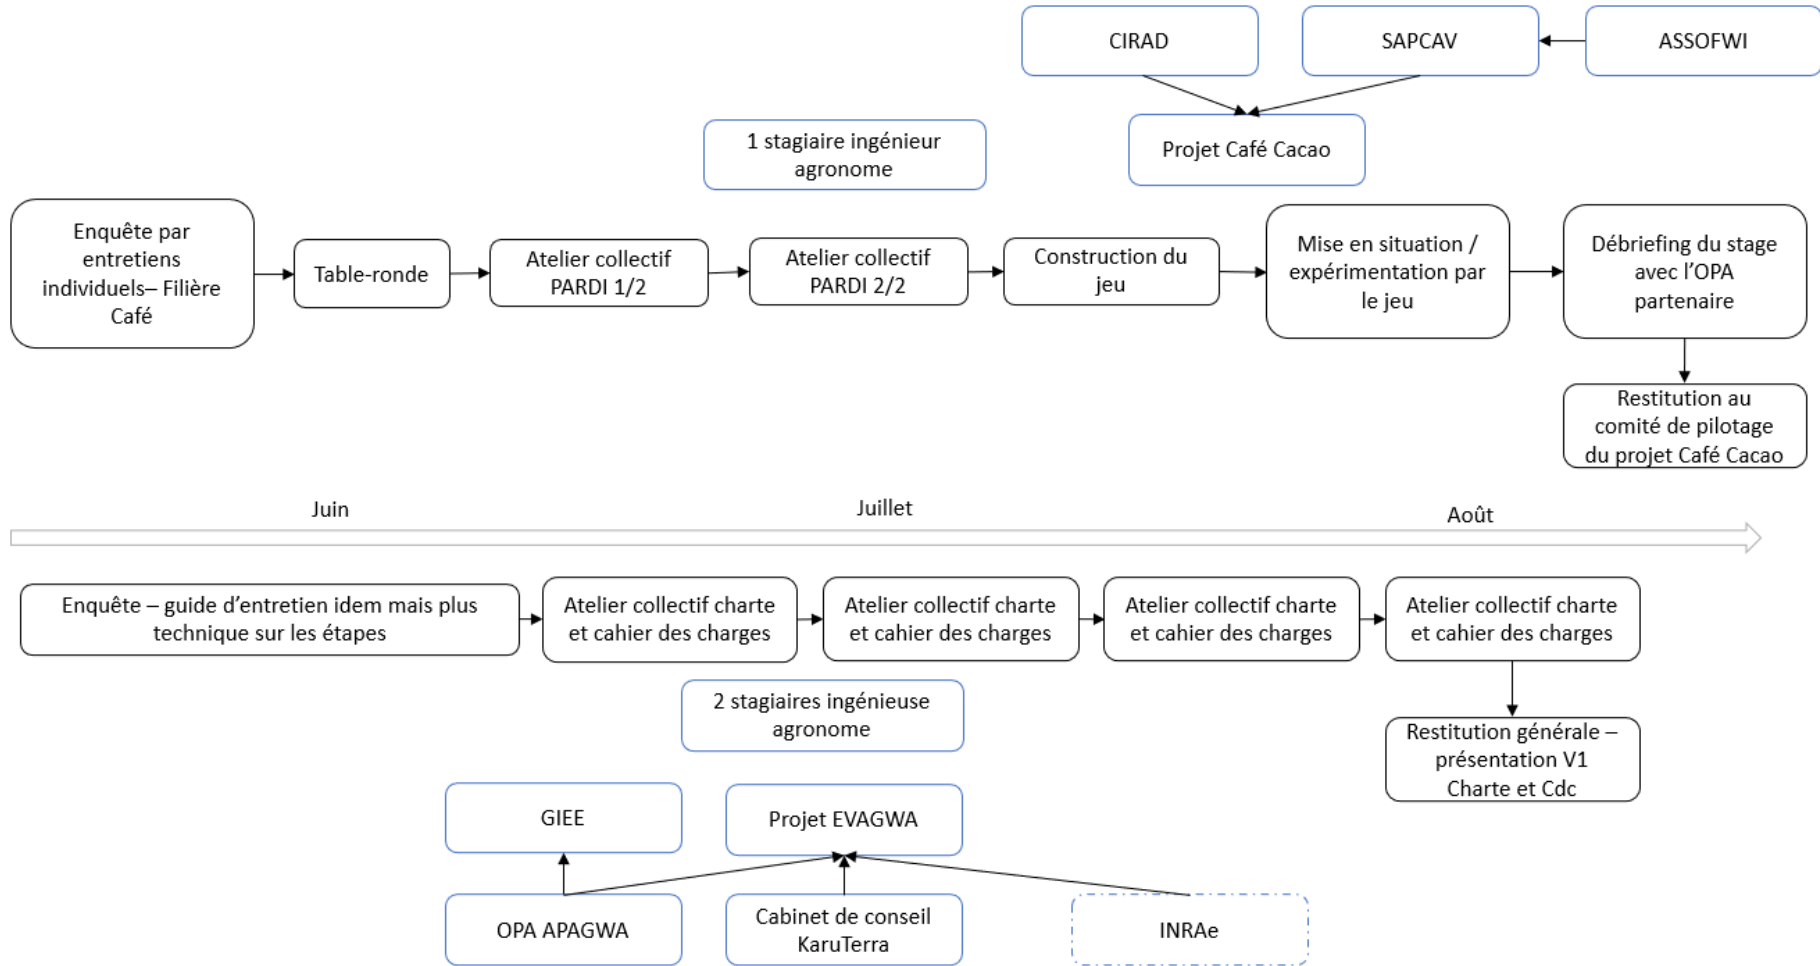 CIRAD
SAPCAV
ASSOFWI
1 stagiaire ingénieur
agronome
Projet Café Cacao
Enquête par
entretiens
individuels– Filière
Café
Table-ronde
Atelier collectif
PARDI 1/2
Atelier collectif
PARDI 2/2
Construction du
jeu
Mise en situation /
expérimentation par
le jeu
Débriefing du stage
avec l’OPA
partenaire
Restitution au
comité de pilotage
du projet Café Cacao
Juin
Juillet
Août
Enquête – guide d’entretien idem mais plus
technique sur les étapes
Atelier collectif charte
et cahier des charges
Atelier collectif charte
et cahier des charges
Atelier collectif charte
et cahier des charges
Atelier collectif charte
et cahier des charges
2 stagiaires ingénieuse
agronome
Restitution générale –
présentation V1
Charte et Cdc
GIEE
Projet EVAGWA
OPA APAGWA
Cabinet de conseil
KaruTerra
INRAe